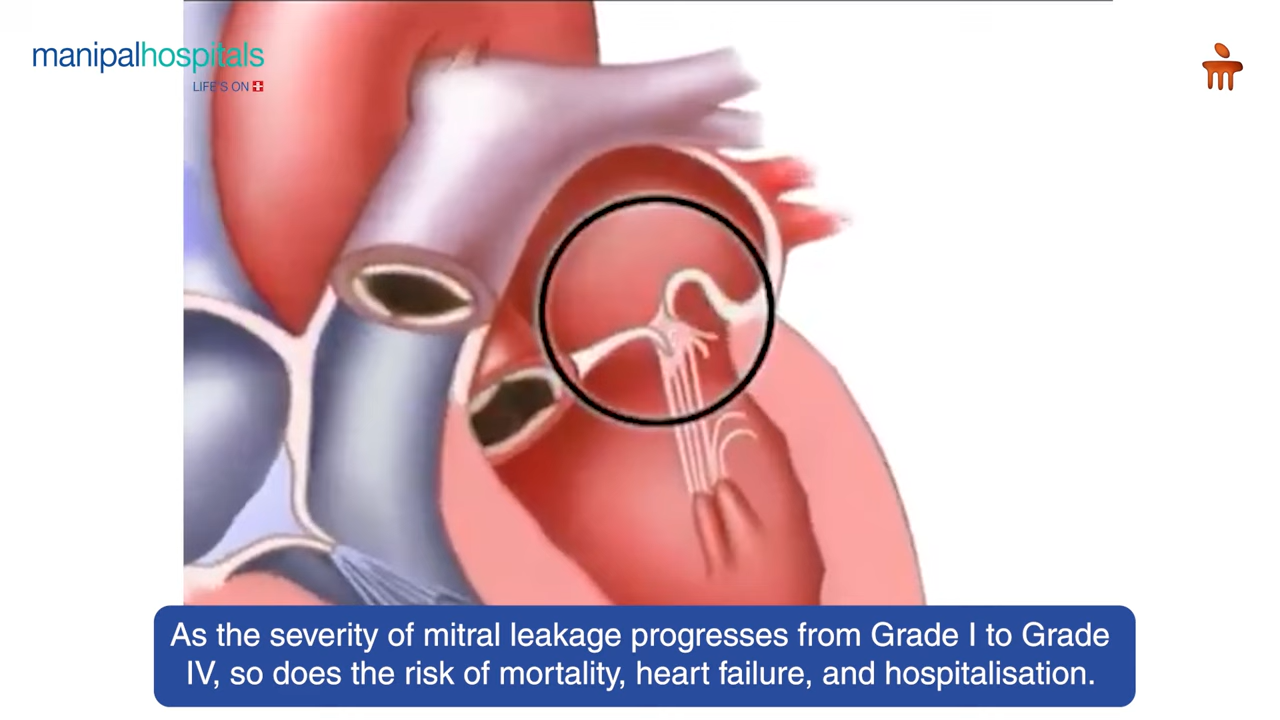 manipalhospitals
LIFE'S ON
As the severity of mitral leakage progresses from Grade I to Grade
IV, so does the risk of mortality, heart failure, and hospitalisation.